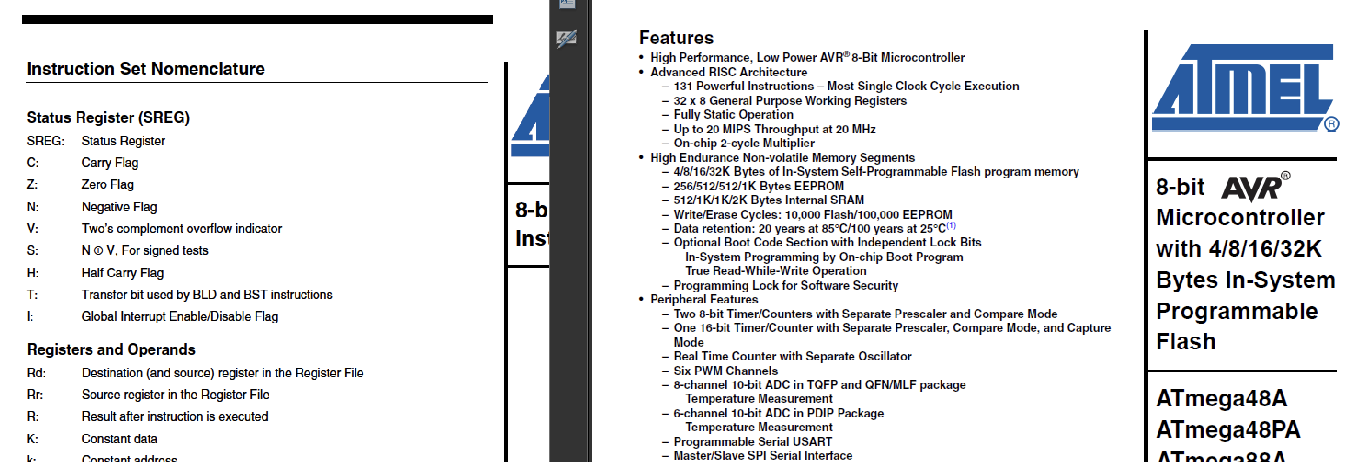 Instruction Set Nomenclature
Status Register (SREG)
SREG: Status Register
C: Carry Flag
Z: Zero Flag
N: Negative Flag
V: Two's complement overflow indicator
S: N ⊕ V, For signed tests
H: Half Carry Flag
T: Transfer bit used by BLD and BST instructions
I: Global Interrupt Enable/Disable Flag
Registers and Operands
Rd: Destination (and source) register in the Register File
Rr: Source register in the Register File
R: Result after instruction is executed
K: Constant data
k: Constant address
8-b
Inst
Features
• High Performance, Low Power AVR® 8-Bit Microcontroller
• Advanced RISC Architecture
– 131 Powerful Instructions – Most Single Clock Cycle Execution
– 32 x 8 General Purpose Working Registers
– Fully Static Operation
– Up to 20 MIPS Throughput at 20 MHz
– On-chip 2-cycle Multiplier
• High Endurance Non-volatile Memory Segments
– 4/8/16/32K Bytes of In-System Self-Programmable Flash program memory
– 256/512/512/1K Bytes EEPROM
– 512/1K/1K/2K Bytes Internal SRAM
– Write/Erase Cycles: 10,000 Flash/100,000 EEPROM
– Data retention: 20 years at 85°C/100 years at 25°C(1)
– Optional Boot Code Section with Independent Lock Bits
In-System Programming by On-chip Boot Program
True Read-While-Write Operation
– Programming Lock for Software Security
• Peripheral Features
– Two 8-bit Timer/Counters with Separate Prescaler and Compare Mode
– One 16-bit Timer/Counter with Separate Prescaler, Compare Mode, and Capture
Mode
– Real Time Counter with Separate Oscillator
– Six PWM Channels
– 8-channel 10-bit ADC in TQFP and QFN/MLF package
Temperature Measurement
– 6-channel 10-bit ADC in PDIP Package
Temperature Measurement
– Programmable Serial USART
– Master/Slave SPI Serial Interface
ATMEL®
8-bit AVR®
Microcontroller
with 4/8/16/32K
Bytes In-System
Programmable
Flash
ATmega48A
ATmega48PA
ATmega88A